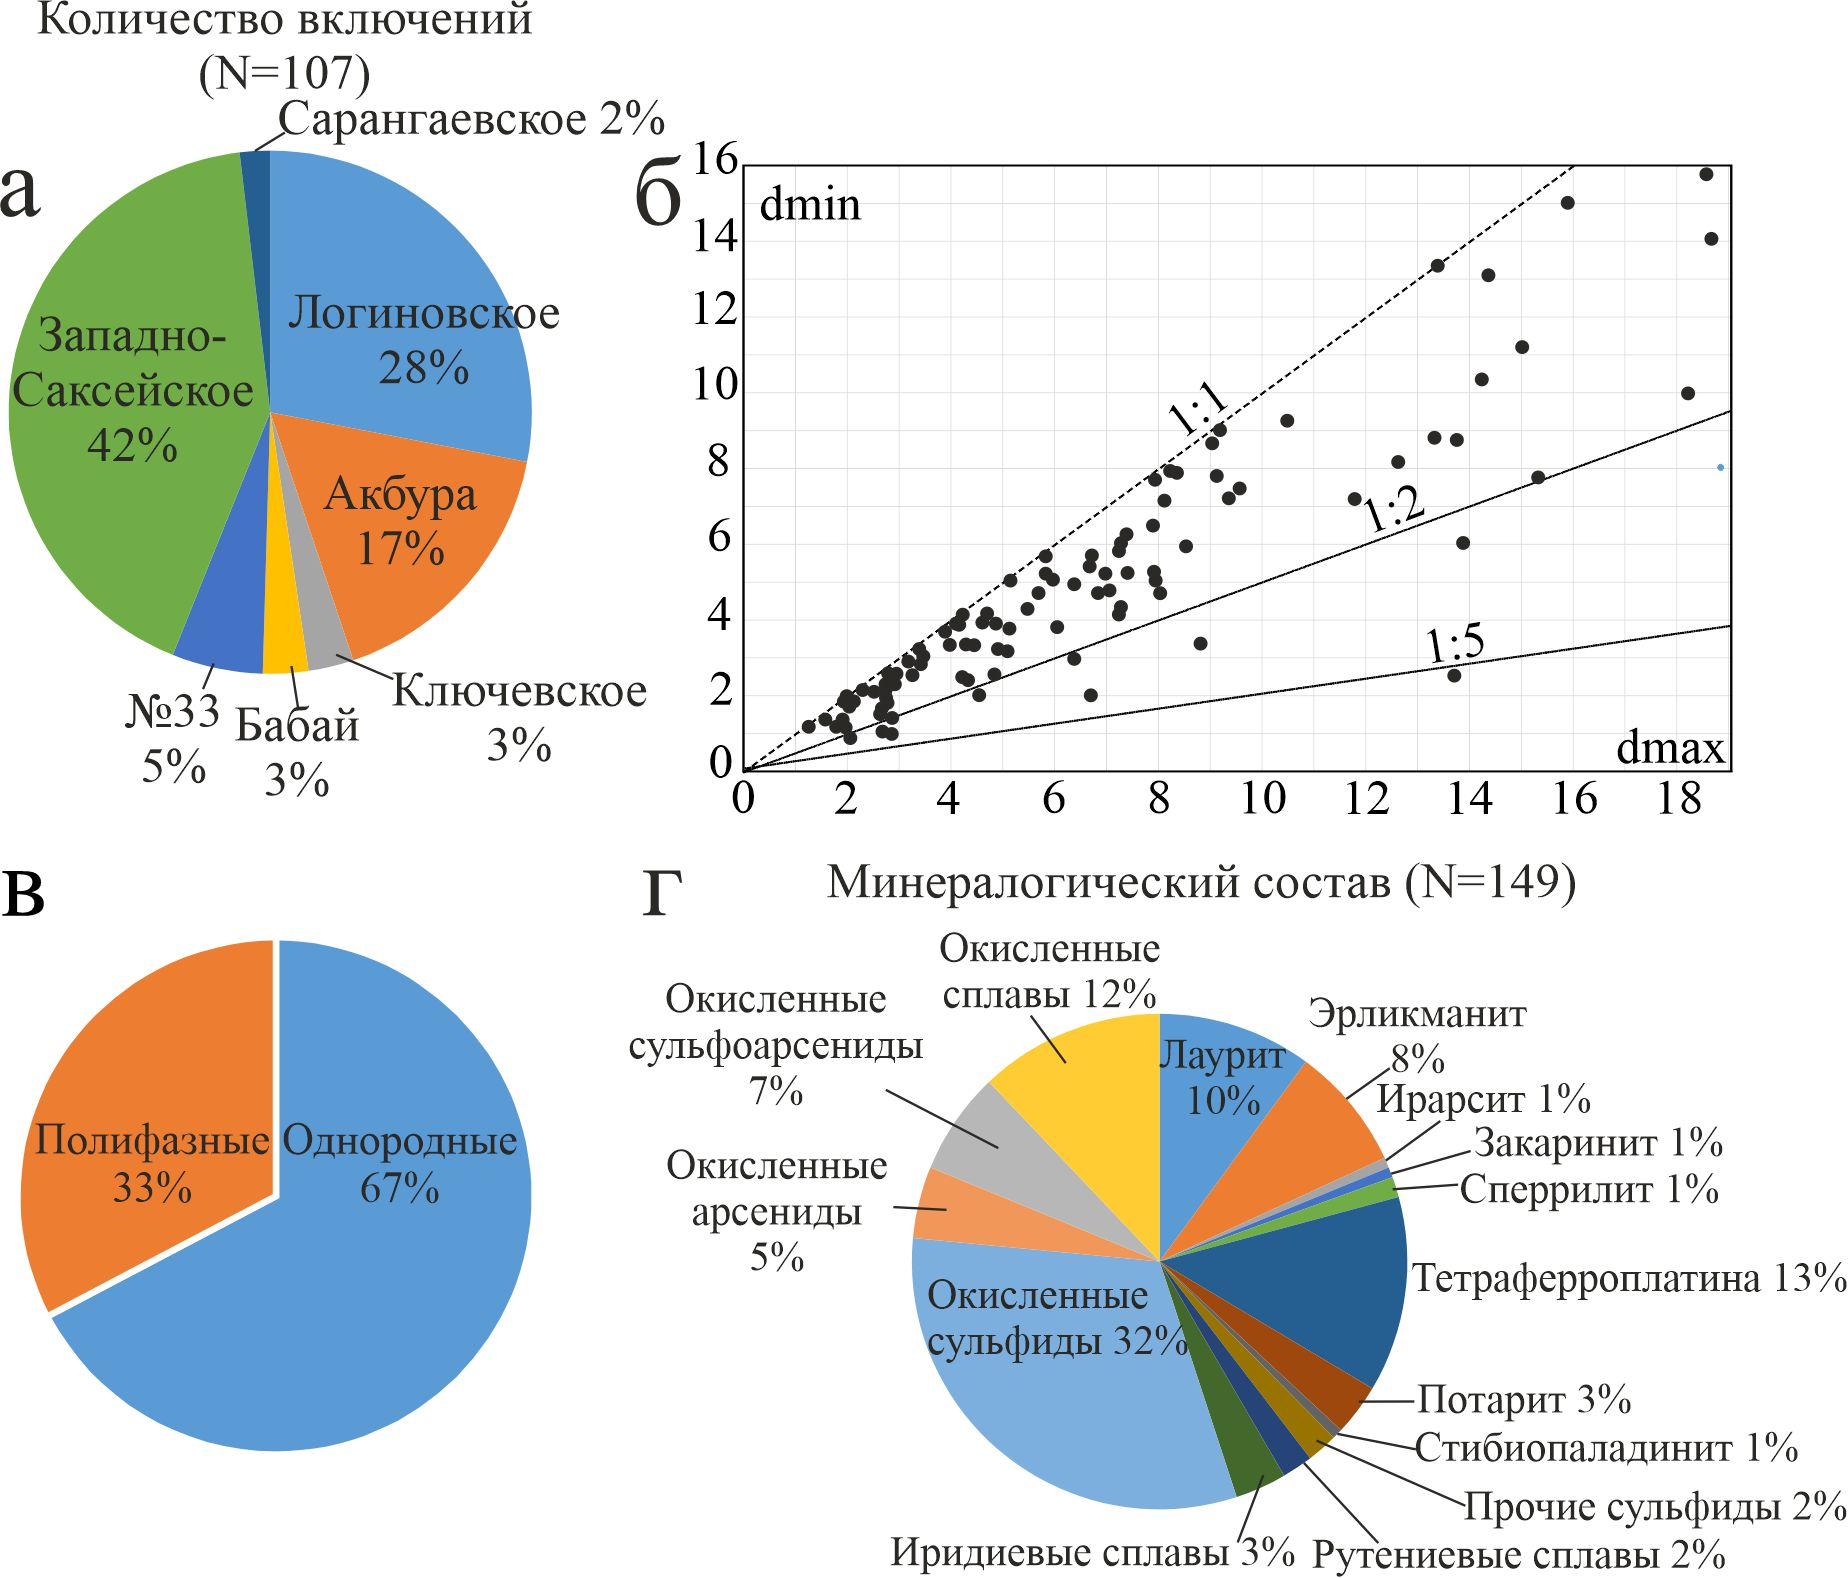 Количество включений
(N=107)
Сарангаевское 2%
а
Логиновское
28%
Западно-
Саксейское
42%
Акбура
17%
Ключевское
3%
№33
5%
Бабай
3%
б
16
14
12
10
8
6
4
2
0
dmin
1:1
1:2
1:5
dmax
0 2 4 6 8 10 12 14 16 18
в
Полифазные
33%
Однородные
67%
г
Минералогический состав (N=149)
Окисленные
сплавы 12%
Окисленные
сульфоарсениды
7%
Окисленные
арсениды
5%
Окисленные
сульфиды 32%
Лаурит
10%
Эрликманит
8%
Ирарсит 1%
Закаринит 1%
Сперрилит 1%
Тетраферроплатина 13%
Потарит 3%
Стибиопаладинит 1%
Прочие сульфиды 2%
Рутениевые сплавы 2%
Иридиевые сплавы 3%